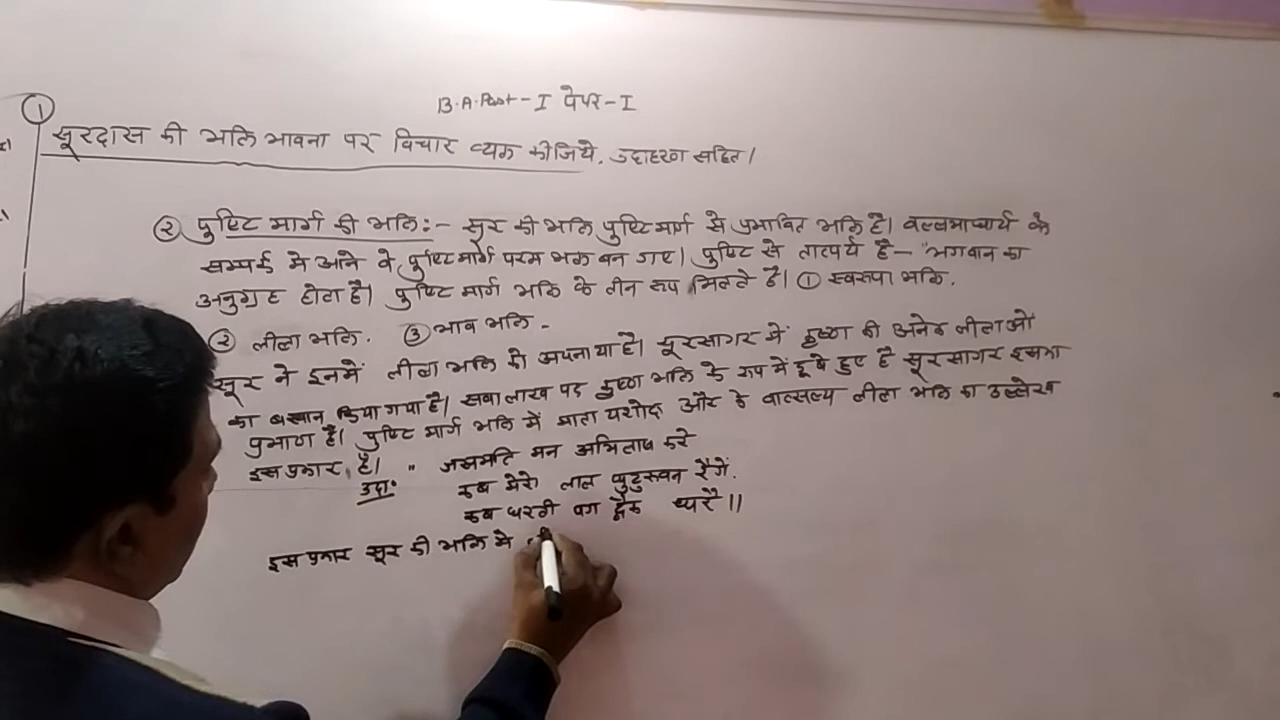 B.A. Part-I पेपर-I
① सूरदास की भक्ति भावना पर विचार व्यक्त कीजिये. उदाहरण सहित।
② पुष्टि मार्ग की भक्ति:- सूर की भक्ति पुष्टि मार्ग से प्रभावित भक्ति है। वल्लभाचार्य के
सम्पर्क मे आने वे पुष्टि मार्ग परम भक्त बन गए। पुष्टि से तात्पर्य है- "भगवान का
अनुग्रह होता है। पुष्टि मार्ग भक्ति के तीन रूप मिलते है। ① स्वरूपा भक्ति.
② लीला भक्ति. ③ भाव भक्ति -
सूर ने इनमें लीला भक्ति को अपनाया है। सूरसागर में कृष्ण की अनेक लीलाओ
का बखान किया गया है। सवा लाख पद कृष्ण भक्ति के रूप में डूबे हुए है सूरसागर इसका
प्रमाण है। पुष्टि मार्ग भक्ति में माता यशोदा और के वात्सल्य लीला भक्ति का उल्लेख
इस प्रकार है। " जसुमति मन अभिलाष करे
उदा० कब मेरो लाल घुटुरुवन रैंगें.
कब धरती पग द्वैक धरै॥
इस प्रकार सूर की भक्ति मे